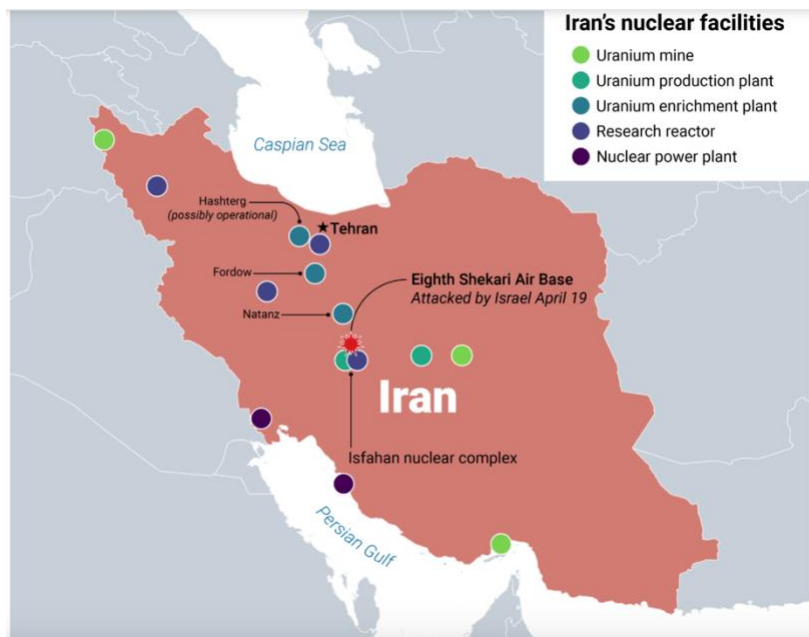 Iran's nuclear facilities
Uranium mine
Uranium production plant
Uranium enrichment plant
Research reactor
Nuclear power plant
Caspian Sea
Hashterg
(possibly operational)
Tehran
Fordow
Eighth Shekari Air Base
Attacked by Israel April 19
Natanz
Iran
Isfahan nuclear complex
Persian Gulf